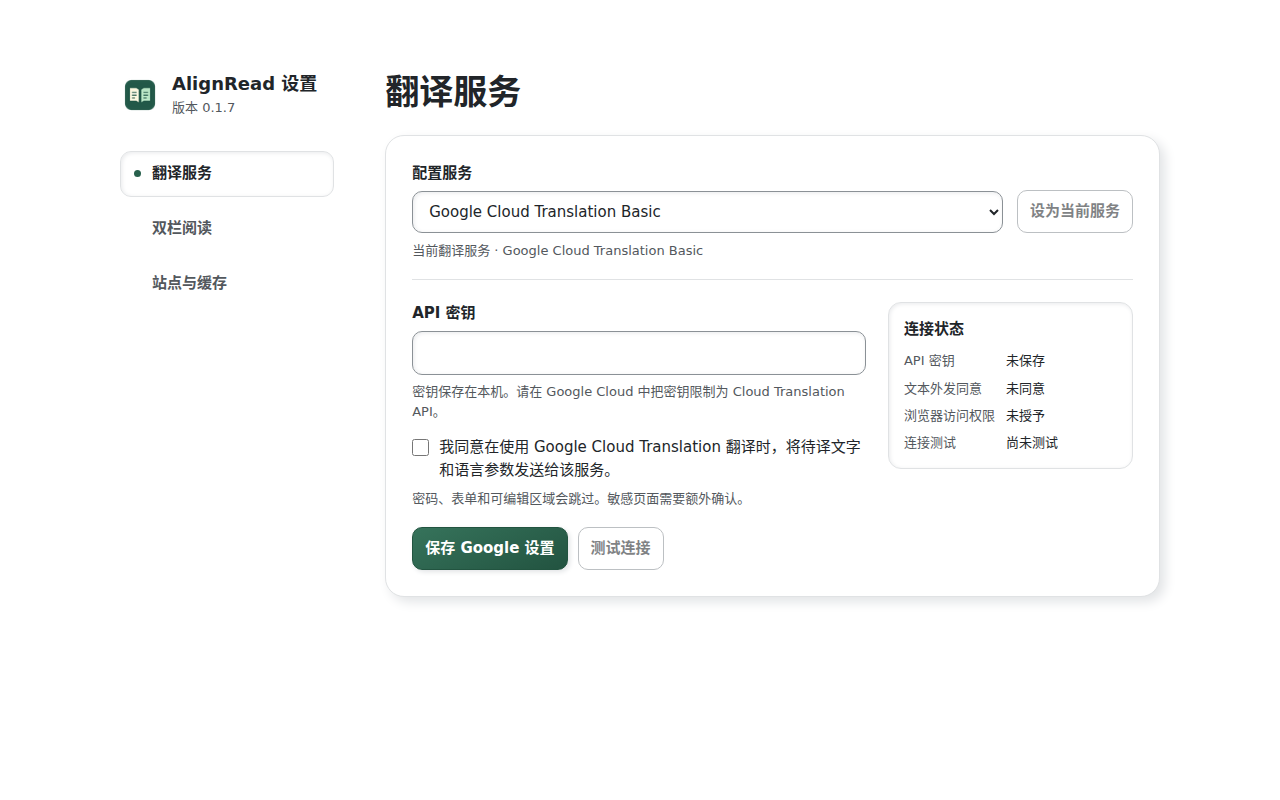 AlignRead 设置
版本 0.1.7
翻译服务
双栏阅读
站点与缓存
翻译服务
配置服务
Google Cloud Translation Basic
设为当前服务
当前翻译服务 · Google Cloud Translation Basic
API 密钥
密钥保存在本机。请在 Google Cloud 中把密钥限制为 Cloud Translation
API。
我同意在使用 Google Cloud Translation 翻译时，将待译文字
和语言参数发送给该服务。
密码、表单和可编辑区域会跳过。敏感页面需要额外确认。
保存 Google 设置
测试连接
连接状态
API 密钥 未保存
文本外发同意 未同意
浏览器访问权限 未授予
连接测试 尚未测试